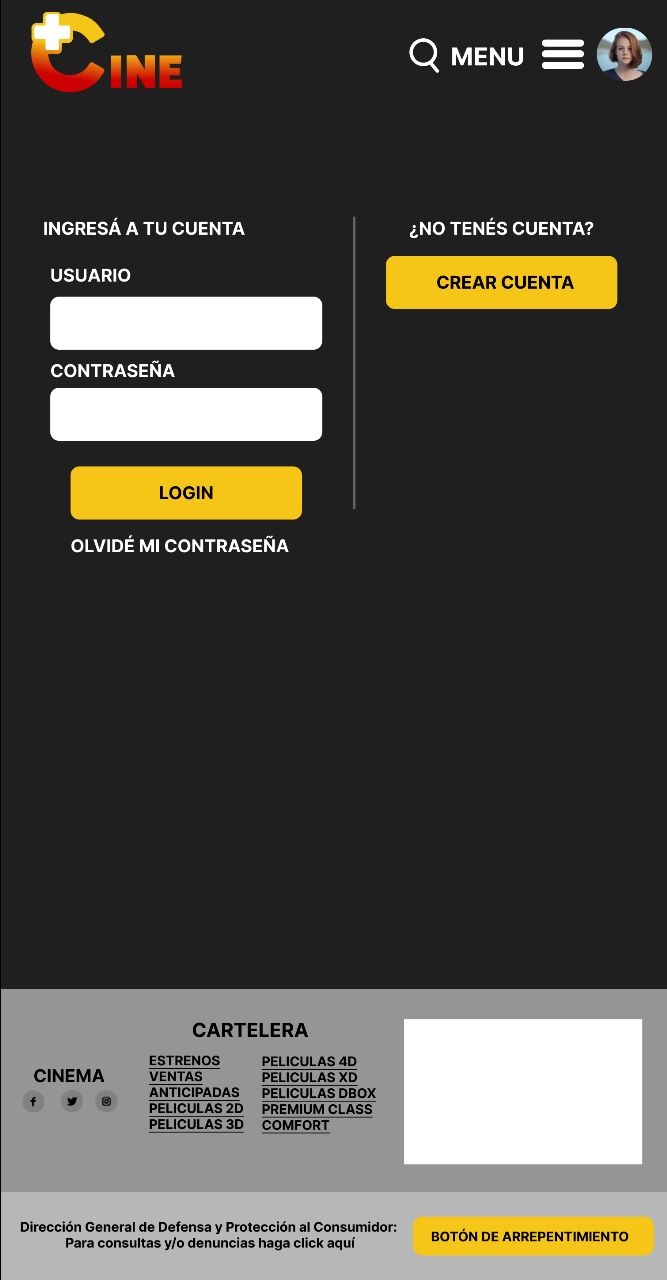 CINE
MENU
INGRESÁ A TU CUENTA
USUARIO
CONTRASEÑA
LOGIN
OLVIDÉ MI CONTRASEÑA
¿NO TENÉS CUENTA?
CREAR CUENTA
CINEMA
CARTELERA
ESTRENOS
VENTAS
ANTICIPADAS
PELICULAS 2D
PELICULAS 3D
PELICULAS 4D
PELICULAS XD
PELICULAS DBOX
PREMIUM CLASS
COMFORT
Dirección General de Defensa y Protección al Consumidor:
Para consultas y/o denuncias haga click aquí
BOTÓN DE ARREPENTIMIENTO